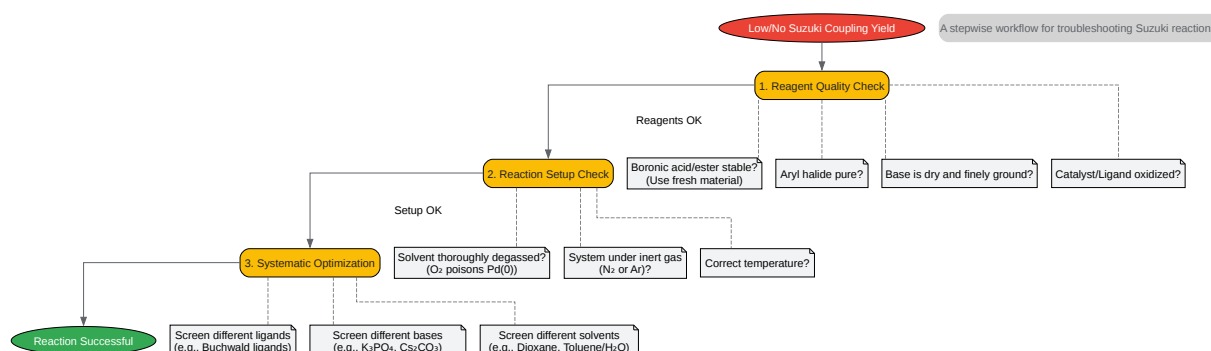 Low/No Suzuki Coupling Yield
A stepwise workflow for troubleshooting Suzuki reaction
1. Reagent Quality Check
Reagents OK
2. Reaction Setup Check
Boronic acid/ester stable?
(Use fresh material)
Aryl halide pure?
Base is dry and finely ground?
Catalyst/Ligand oxidized?
Setup OK
3. Systematic Optimization
Solvent thoroughly degassed?
(O₂ poisons Pd(0))
System under inert gas
(N₂ or Ar)?
Correct temperature?
Reaction Successful
Screen different ligands
(e.g., Buchwald ligands)
Screen different bases
(e.g., K₃PO₄, Cs₂CO₃)
Screen different solvents
(e.g., Dioxane, Toluene/H₂O)